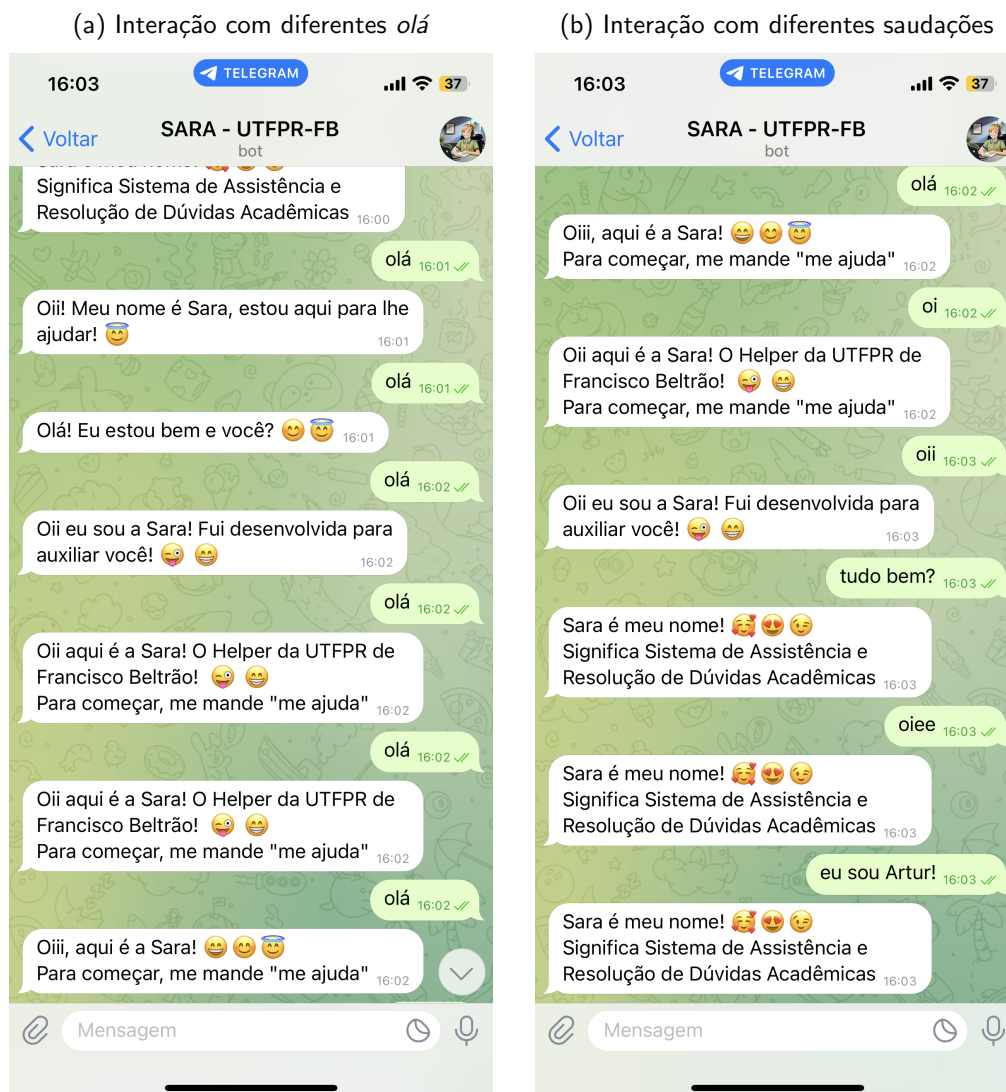 (a) Interação com diferentes olá
16:03
TELEGRAM
37
Voltar
SARA - UTFPR-FB
bot
Significa Sistema de Assistência e
Resolução de Dúvidas Acadêmicas 16:00
olá 16:01
Oii! Meu nome é Sara, estou aqui para lhe
ajudar! 😇 16:01
olá 16:01
Olá! Eu estou bem e você? 😊 😇 16:01
olá 16:02
Oii eu sou a Sara! Fui desenvolvida para
auxiliar você! 😜 😁 16:02
olá 16:02
Oii aqui é a Sara! O Helper da UTFPR de
Francisco Beltrão! 😜 😁
Para começar, me mande "me ajuda" 16:02
olá 16:02
Oii aqui é a Sara! O Helper da UTFPR de
Francisco Beltrão! 😜 😁
Para começar, me mande "me ajuda" 16:02
olá 16:02
Oiii, aqui é a Sara! 😄 😊 😇
Para começar, me mande "me ajuda" 16:02
Mensagem
(b) Interação com diferentes saudações
16:03
TELEGRAM
37
Voltar
SARA - UTFPR-FB
bot
olá 16:02
Oiii, aqui é a Sara! 😄 😊 😇
Para começar, me mande "me ajuda" 16:02
oi 16:02
Oii aqui é a Sara! O Helper da UTFPR de
Francisco Beltrão! 😜 😁
Para começar, me mande "me ajuda" 16:02
oii 16:03
Oii eu sou a Sara! Fui desenvolvida para
auxiliar você! 😜 😁 16:03
tudo bem? 16:03
Sara é meu nome! 🥰 😍 😉
Significa Sistema de Assistência e
Resolução de Dúvidas Acadêmicas 16:03
oiee 16:03
Sara é meu nome! 🥰 😍 😉
Significa Sistema de Assistência e
Resolução de Dúvidas Acadêmicas 16:03
eu sou Artur! 16:03
Sara é meu nome! 🥰 😍 😉
Significa Sistema de Assistência e
Resolução de Dúvidas Acadêmicas 16:03
Mensagem